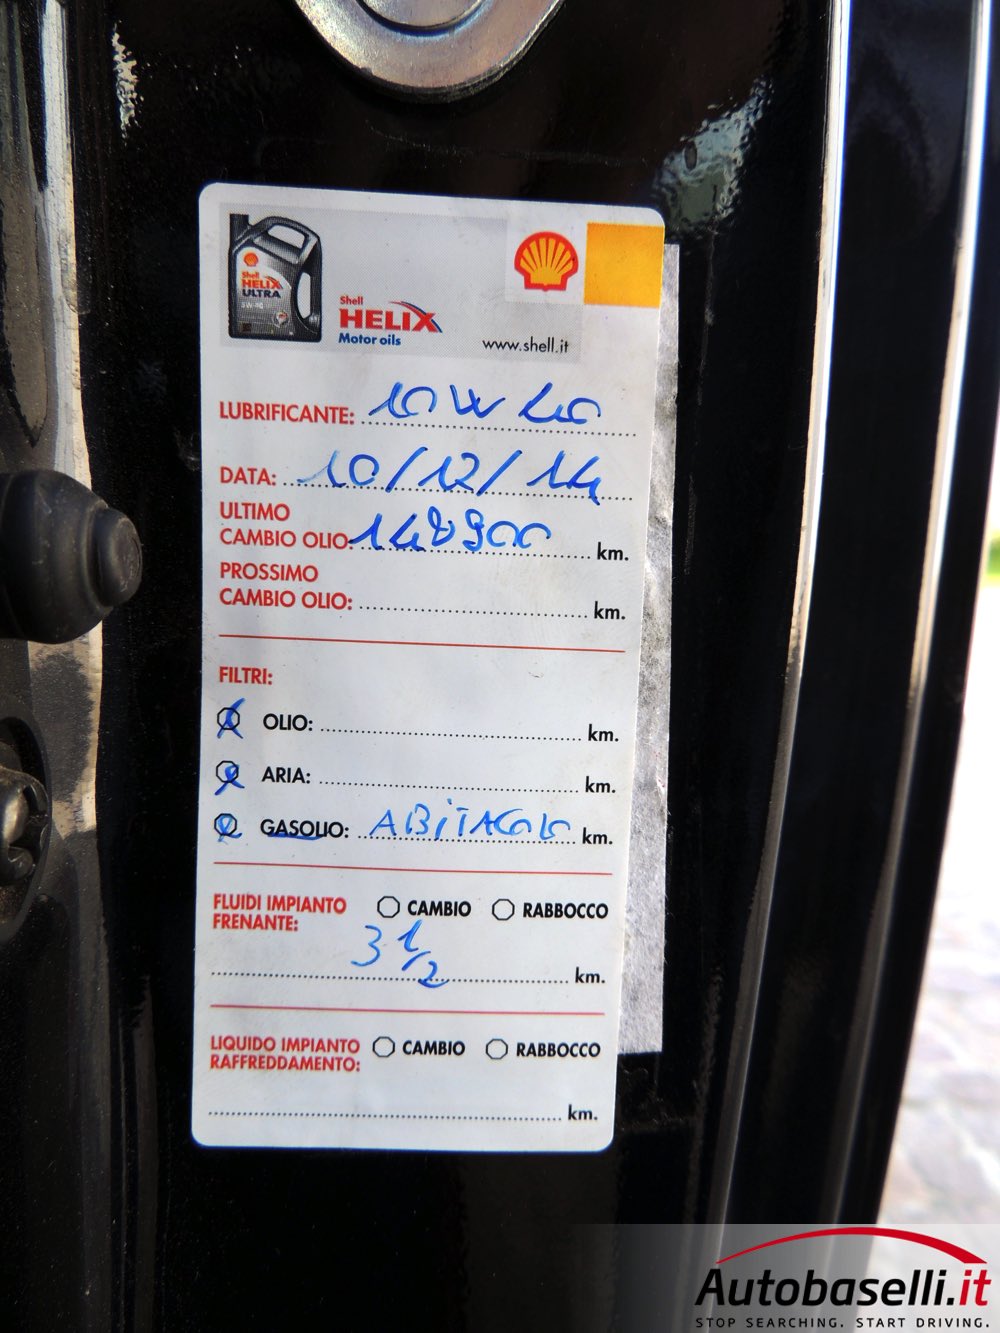 Shell
HELIX
ULTRA
5W-40
Shell
HELIX
Motor oils
www.shell.it
LUBRIFICANTE: 10W40
DATA: 10/12/14
ULTIMO
CAMBIO OLIO: 148900 km.
PROSSIMO
CAMBIO OLIO: km.
FILTRI:
OLIO: km.
ARIA: km.
GASOLIO: ABiTACOLO km.
FLUIDI IMPIANTO
FRENANTE:
CAMBIO RABBOCCO
3 1/2 km.
LIQUIDO IMPIANTO
RAFFREDDAMENTO:
CAMBIO RABBOCCO
km.
Autobaselli.it
STOP SEARCHING. START DRIVING.